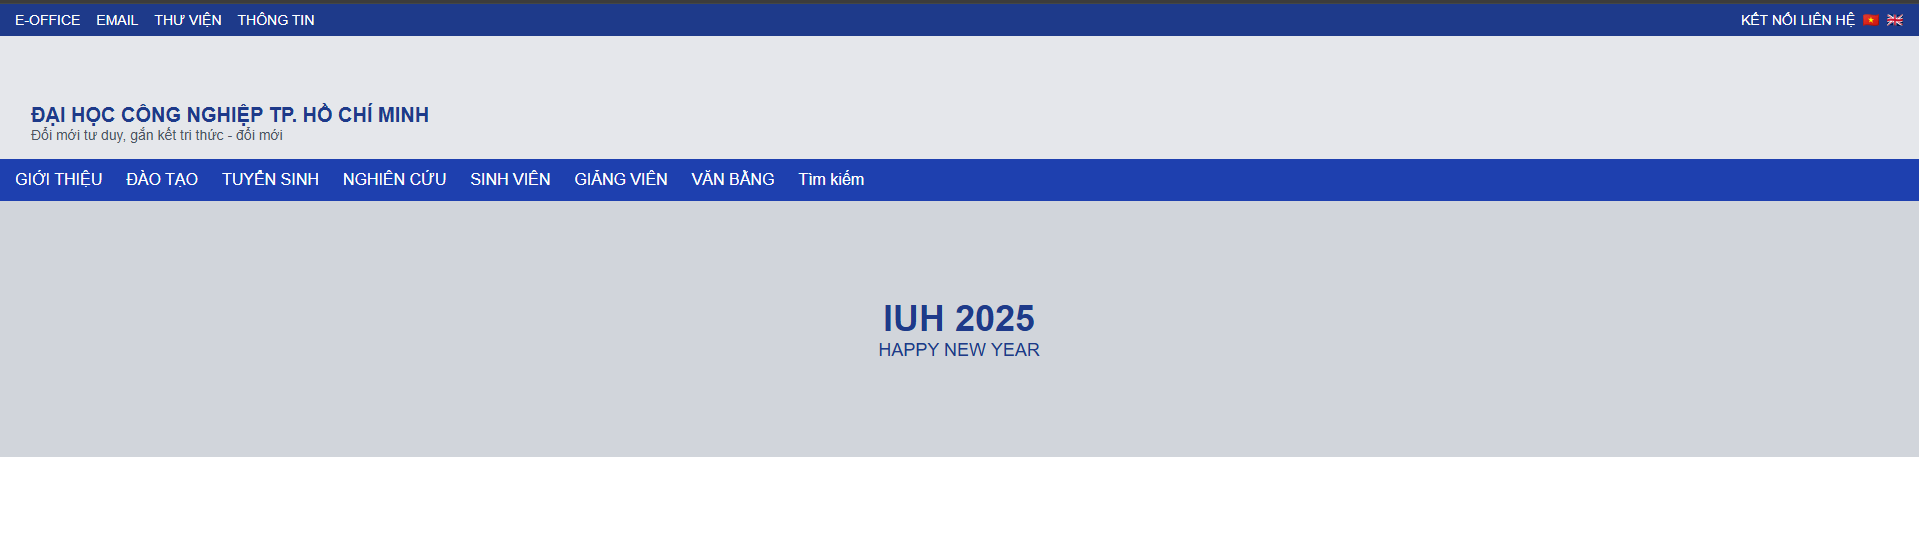 E-OFFICE EMAIL THƯ VIỆN THÔNG TIN KẾT NỐI LIÊN HỆ
ĐẠI HỌC CÔNG NGHIỆP TP. HỒ CHÍ MINH
Đổi mới tư duy, gắn kết tri thức - đổi mới
GIỚI THIỆU ĐÀO TẠO TUYỂN SINH NGHIÊN CỨU SINH VIÊN GIẢNG VIÊN VĂN BẰNG Tìm kiếm
IUH 2025
HAPPY NEW YEAR